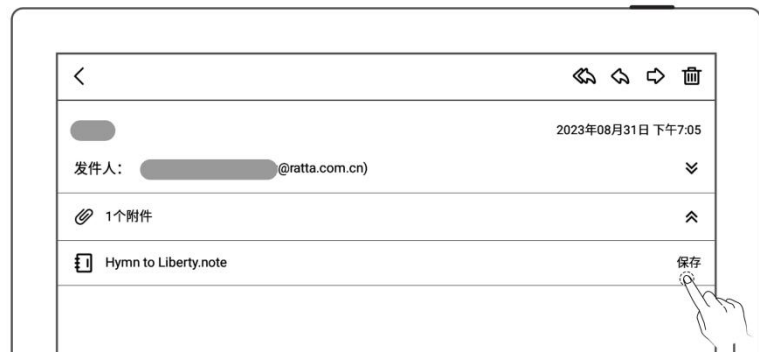 2023年08月31日 下午7:05
发件人： @ratta.com.cn)
1个附件
Hymn to Liberty.note
保存